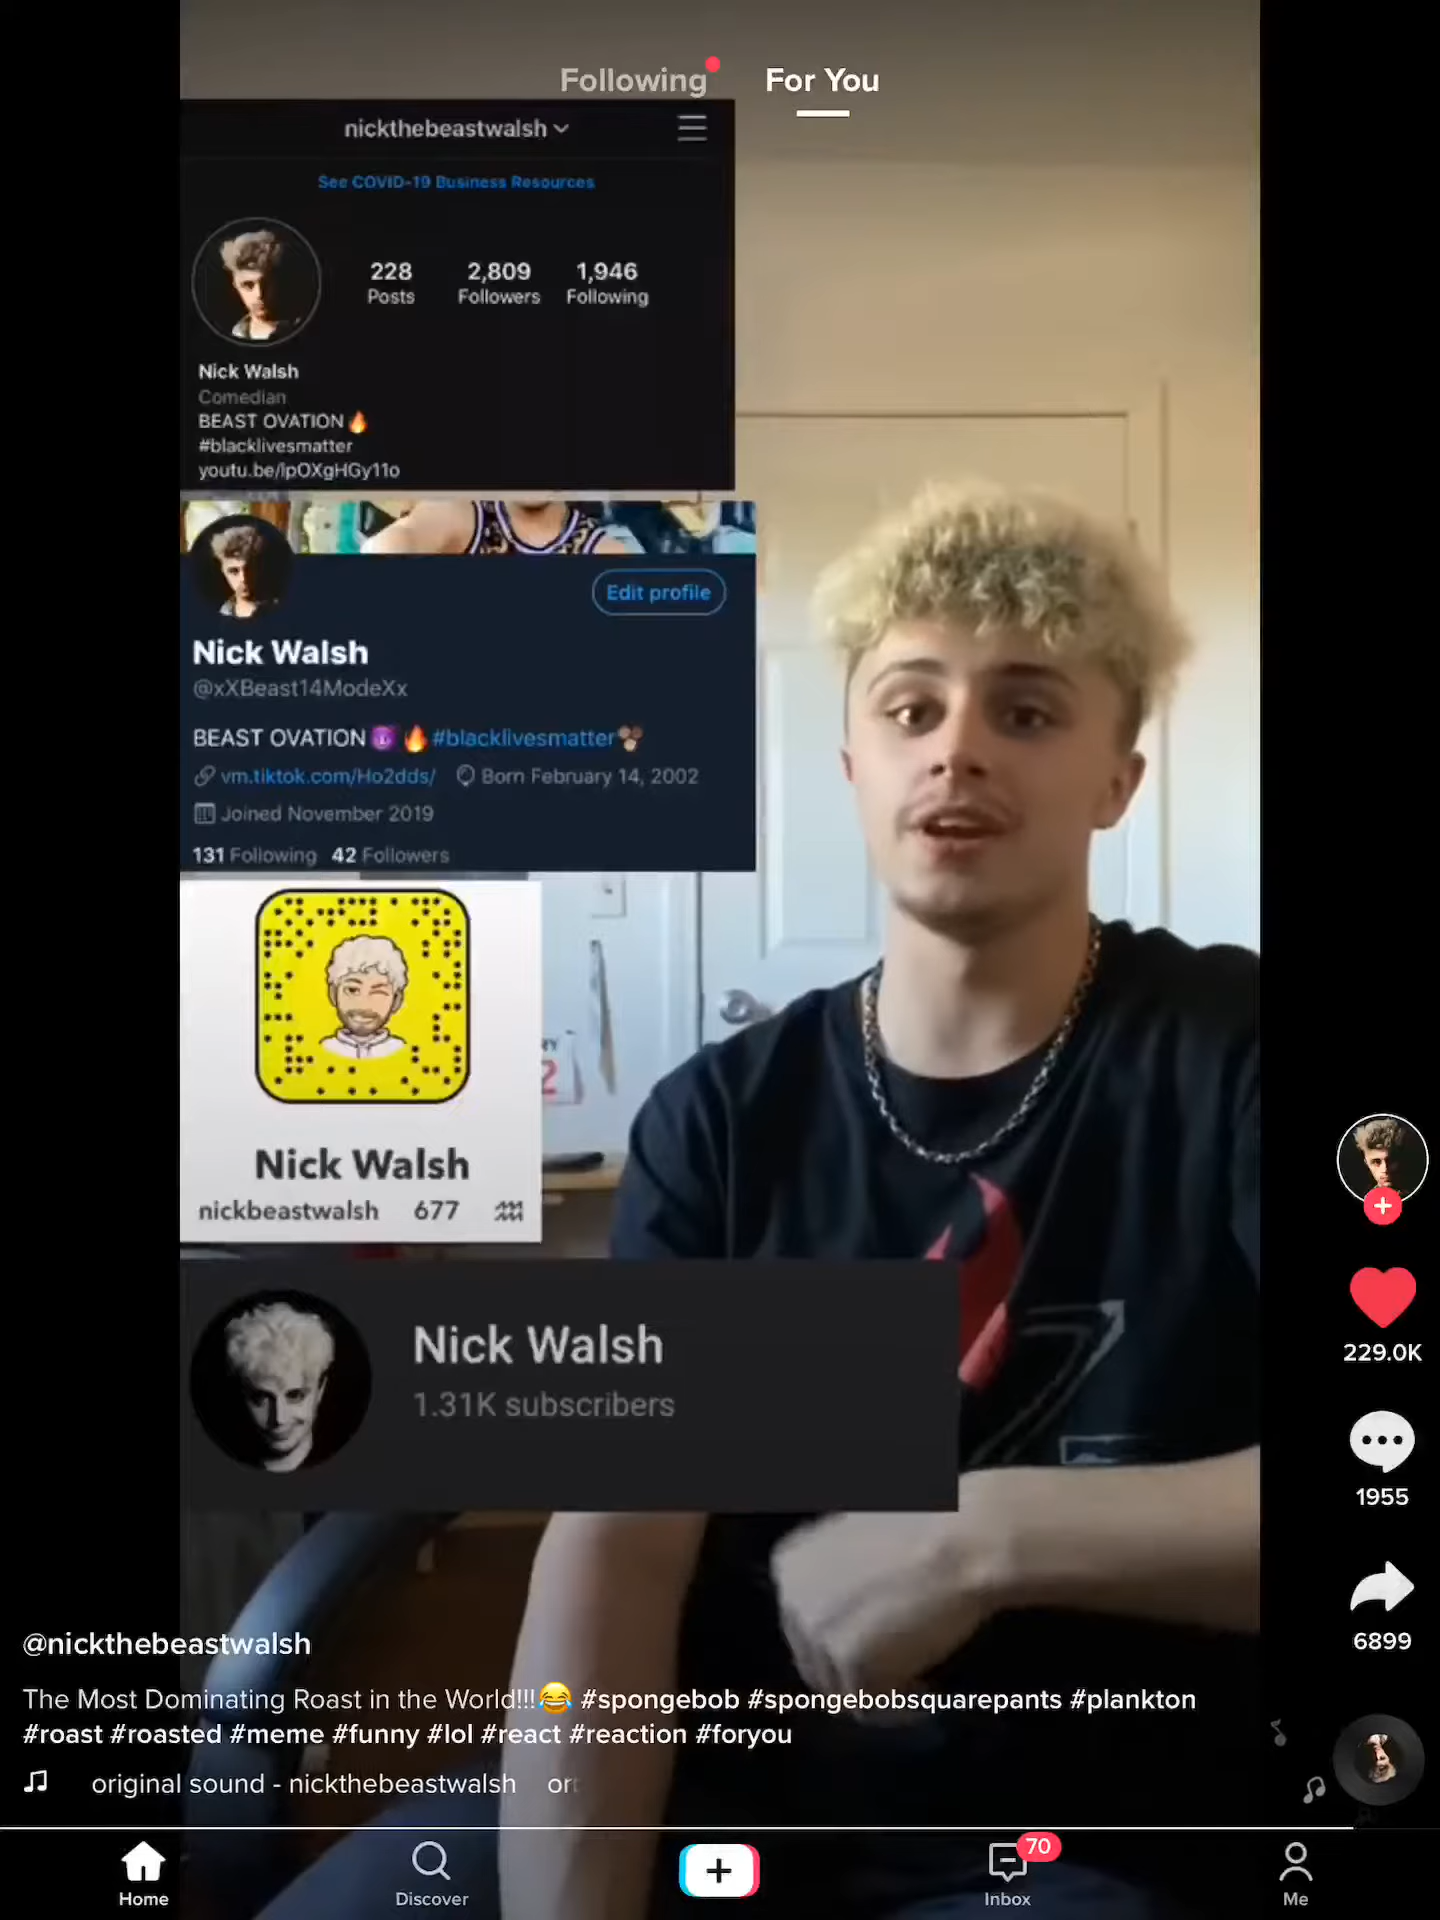 Following
For You
nickthebeastwalsh
See COVID-19 Business Resources
228 2,809 1,946
Posts Followers Following
Nick Walsh
Comedian
BEAST OVATION🔥
#blacklivesmatter
youtu.be/lpOXgHGy11o
Edit profile
Nick Walsh
@xXBeast14ModeXx
BEAST OVATION😈🔥#blacklivesmatter
vm.tiktok.com/Ho2dds/ Born February 14, 2002
Joined November 2019
131 Following 42 Followers
2
Nick Walsh
nickbeastwalsh 677 ♒
Nick Walsh
1.31K subscribers
229.0K
1955
6899
@nickthebeastwalsh
The Most Dominating Roast in the World!!!😂 #spongebob #spongebobsquarepants #plankton
#roast #roasted #meme #funny #lol #react #reaction #foryou
original sound - nickthebeastwalsh
70
Home Discover Inbox Me